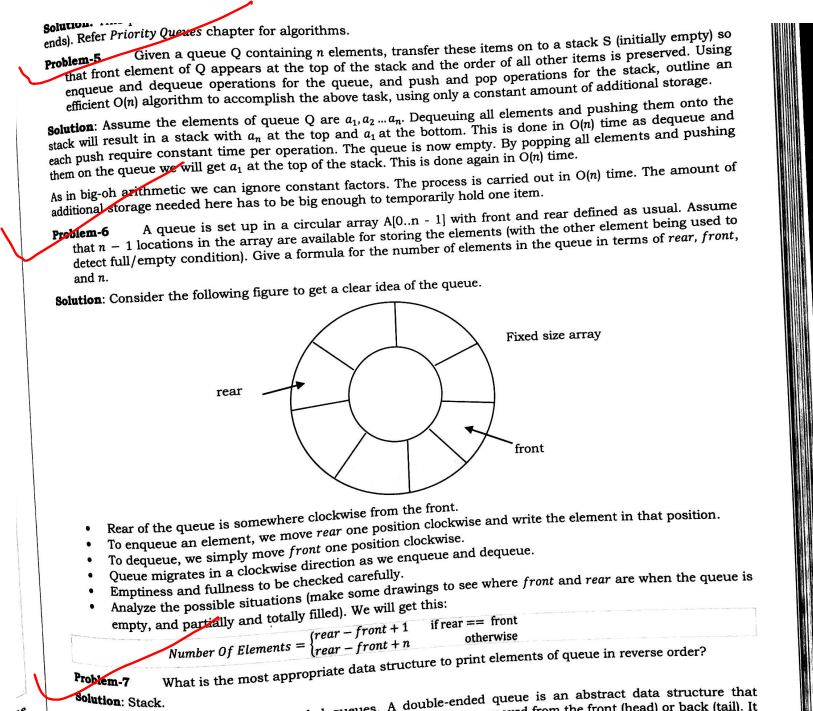 ends). Refer Priority Queues chapter for algorithms.
Problem-5 Given a queue Q containing n elements, transfer these items on to a stack S (initially empty) so
that front element of Q appears at the top of the stack and the order of all other items is preserved. Using
enqueue and dequeue operations for the queue, and push and pop operations for the stack, outline an
efficient O(n) algorithm to accomplish the above task, using only a constant amount of additional storage.
Solution: Assume the elements of queue Q are a₁, a₂ ... aₙ. Dequeuing all elements and pushing them onto the
stack will result in a stack with aₙ at the top and a₁ at the bottom. This is done in O(n) time as dequeue and
each push require constant time per operation. The queue is now empty. By popping all elements and pushing
them on the queue we will get a₁ at the top of the stack. This is done again in O(n) time.
As in big-oh arithmetic we can ignore constant factors. The process is carried out in O(n) time. The amount of
additional storage needed here has to be big enough to temporarily hold one item.
Problem-6 A queue is set up in a circular array A[0..n - 1] with front and rear defined as usual. Assume
that n − 1 locations in the array are available for storing the elements (with the other element being used to
detect full/empty condition). Give a formula for the number of elements in the queue in terms of rear, front,
and n.
Solution: Consider the following figure to get a clear idea of the queue.
Fixed size array
rear
front
• Rear of the queue is somewhere clockwise from the front.
• To enqueue an element, we move rear one position clockwise and write the element in that position.
• To dequeue, we simply move front one position clockwise.
• Queue migrates in a clockwise direction as we enqueue and dequeue.
• Emptiness and fullness to be checked carefully.
• Analyze the possible situations (make some drawings to see where front and rear are when the queue is
empty, and partially and totally filled). We will get this:
Number Of Elements = { rear − front + 1 if rear == front
rear − front + n otherwise
Problem-7 What is the most appropriate data structure to print elements of queue in reverse order?
Solution: Stack.
A double-ended queue is an abstract data structure that
from the front (head) or back (tail). It